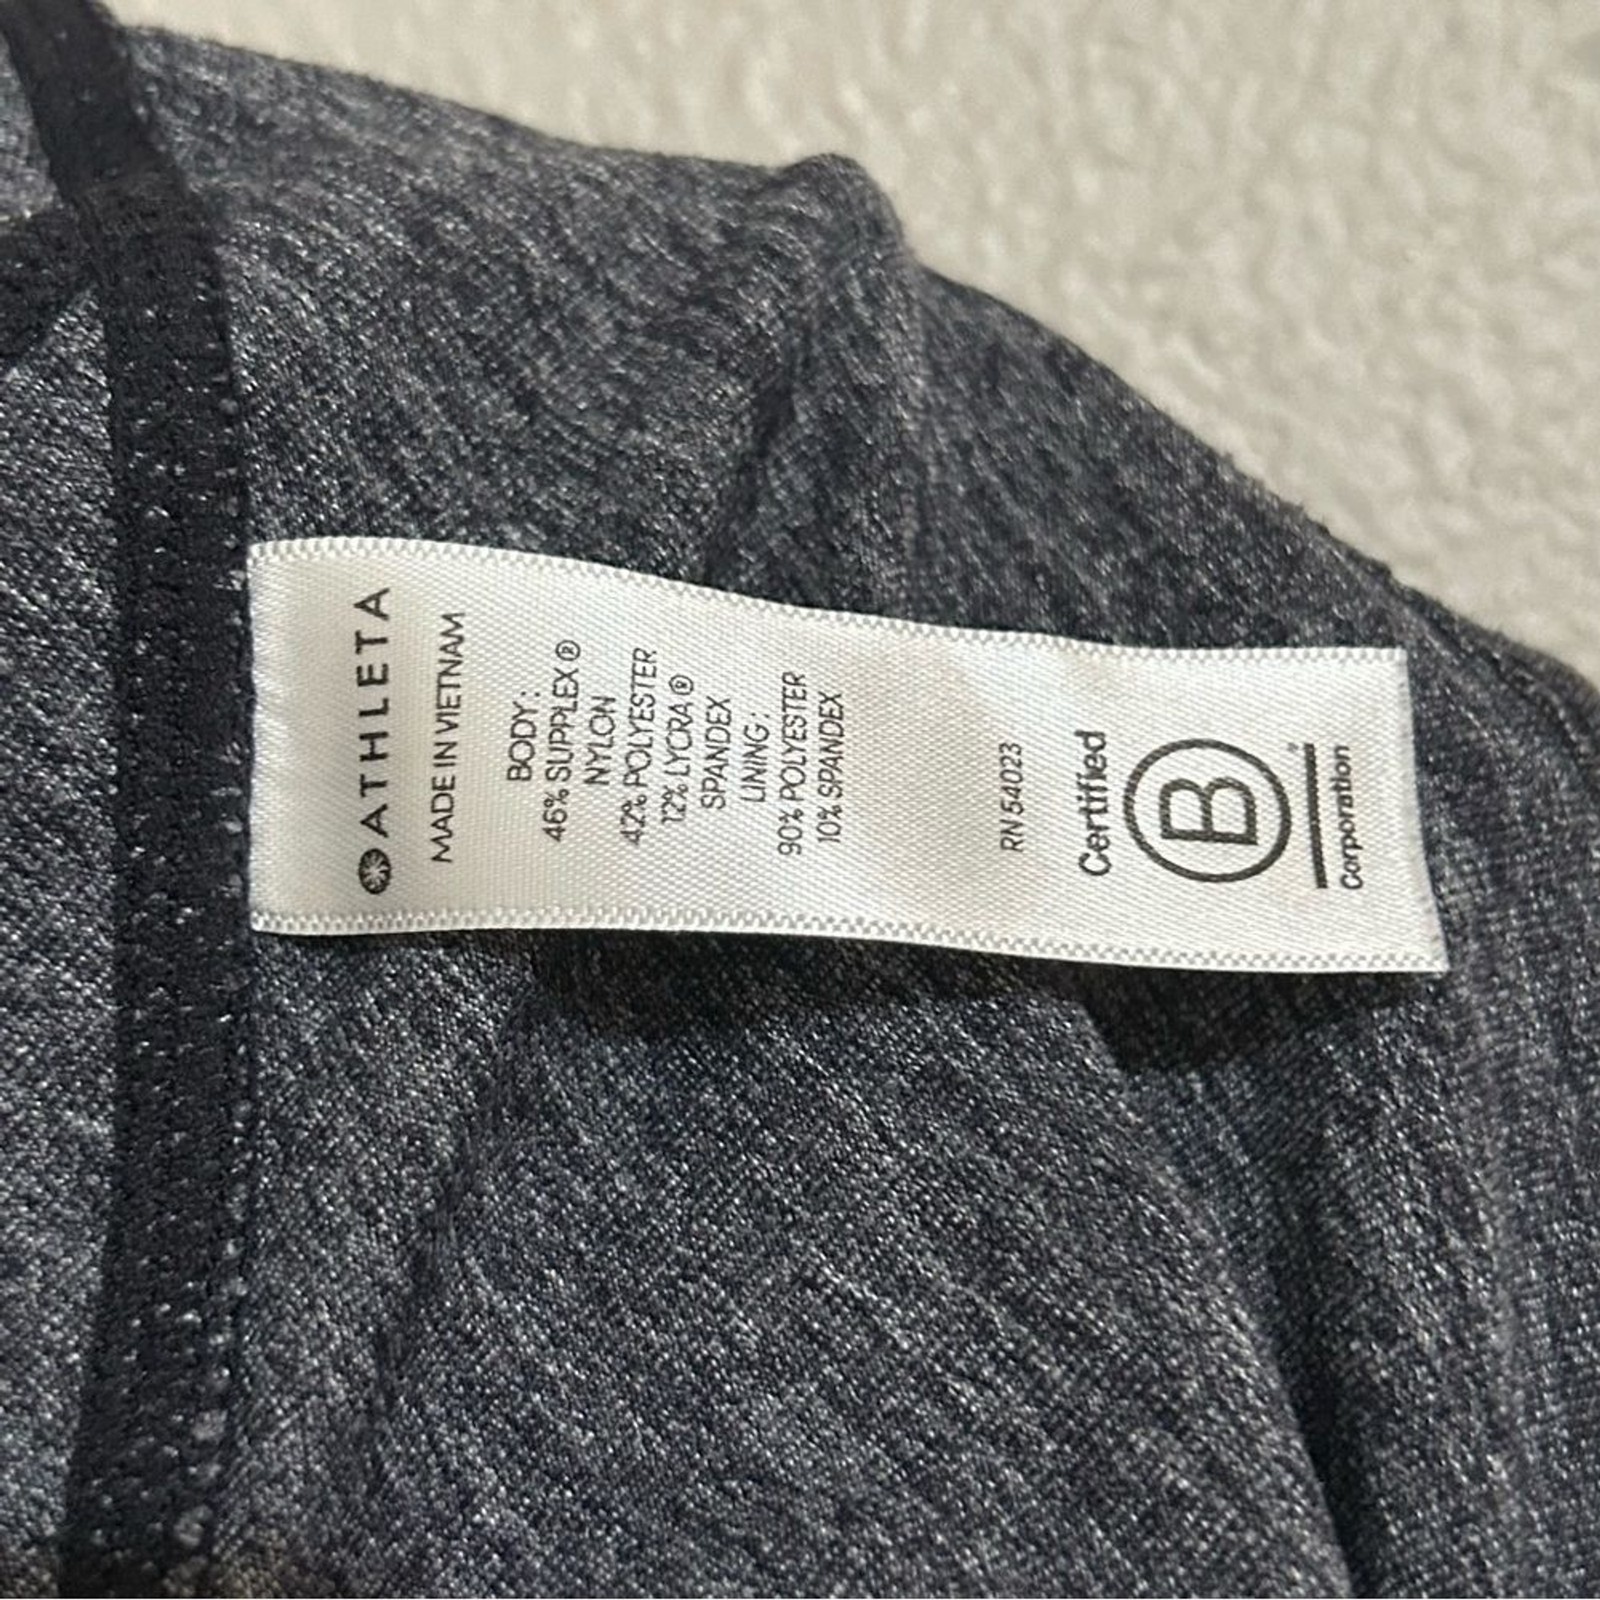 ATHLETA
MADE IN VIETNAM
BODY:
46% SUPPLEX®
NYLON
42% POLYESTER
12% LYCRA®
SPANDEX
LINING:
90% POLYESTER
10% SPANDEX
RN 54023
Certified
B
Corporation